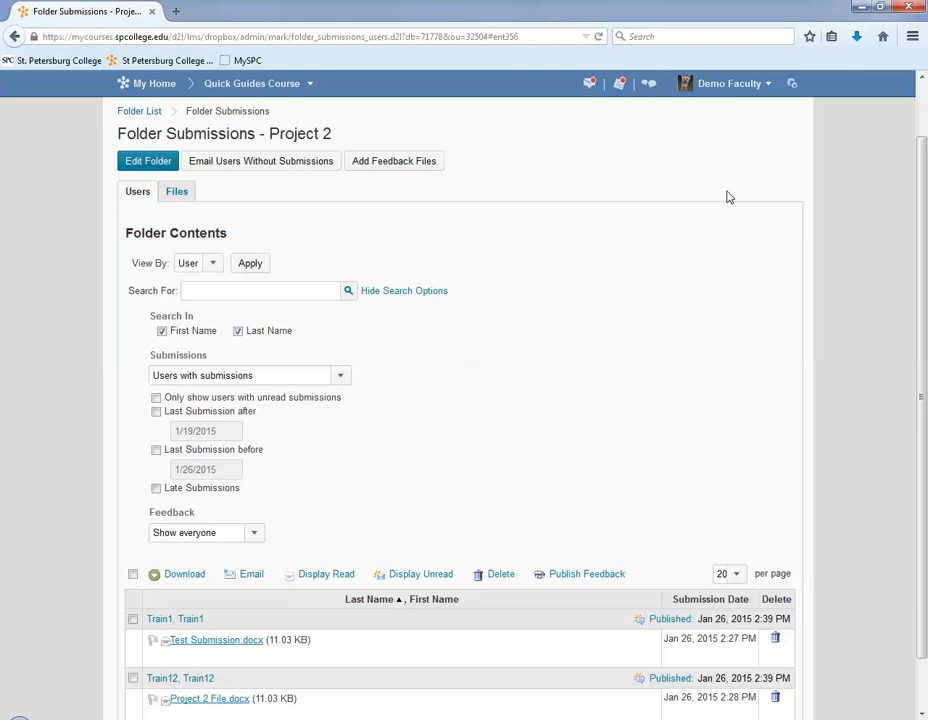 Folder Submissions - Proje...
https://mycourses.spcollege.edu/d2l/lms/dropbox/admin/mark/folder_submissions_users.d2l?db=71778&ou=32504#ent356
Search
SPC St. Petersburg College
St Petersburg College ...
MySPC
My Home
Quick Guides Course
Demo Faculty
Folder List > Folder Submissions
Folder Submissions - Project 2
Edit Folder
Email Users Without Submissions
Add Feedback Files
Users
Files
Folder Contents
View By: User
Apply
Search For:
Hide Search Options
Search In
First Name
Last Name
Submissions
Users with submissions
Only show users with unread submissions
Last Submission after
1/19/2015
Last Submission before
1/26/2015
Late Submissions
Feedback
Show everyone
Download
Email
Display Read
Display Unread
Delete
Publish Feedback
20 per page
Last Name ▲, First Name
Submission Date
Delete
Train1, Train1
Published: Jan 26, 2015 2:39 PM
Test Submission.docx (11.03 KB)
Jan 26, 2015 2:27 PM
Train12, Train12
Published: Jan 26, 2015 2:39 PM
Project 2 File.docx (11.03 KB)
Jan 26, 2015 2:28 PM